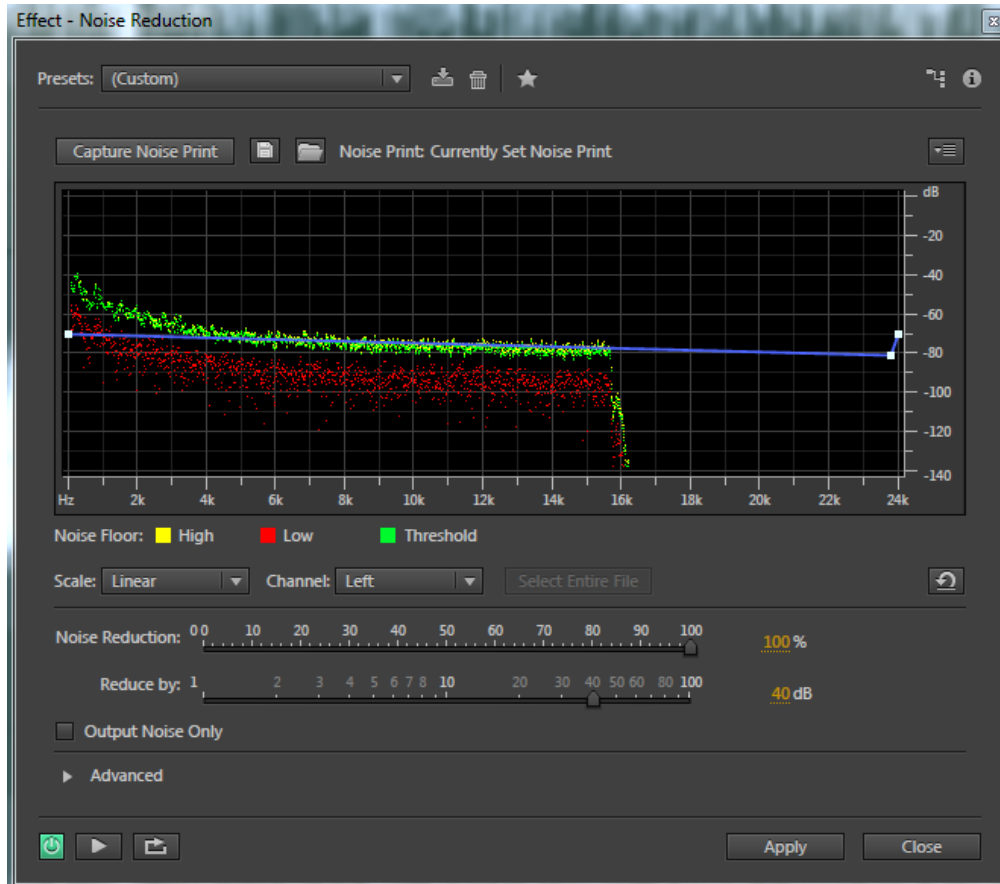 Effect - Noise Reduction
Presets: (Custom)
Capture Noise Print Noise Print: Currently Set Noise Print
dB
-20
-40
-60
-80
-100
-120
-140
Hz 2k 4k 6k 8k 10k 12k 14k 16k 18k 20k 22k 24k
Noise Floor: High Low Threshold
Scale: Linear Channel: Left Select Entire File
Noise Reduction: 0 0 10 20 30 40 50 60 70 80 90 100 100 %
Reduce by: 1 2 3 4 5 6 7 8 10 20 30 40 50 60 80 100 40 dB
Output Noise Only
Advanced
Apply Close